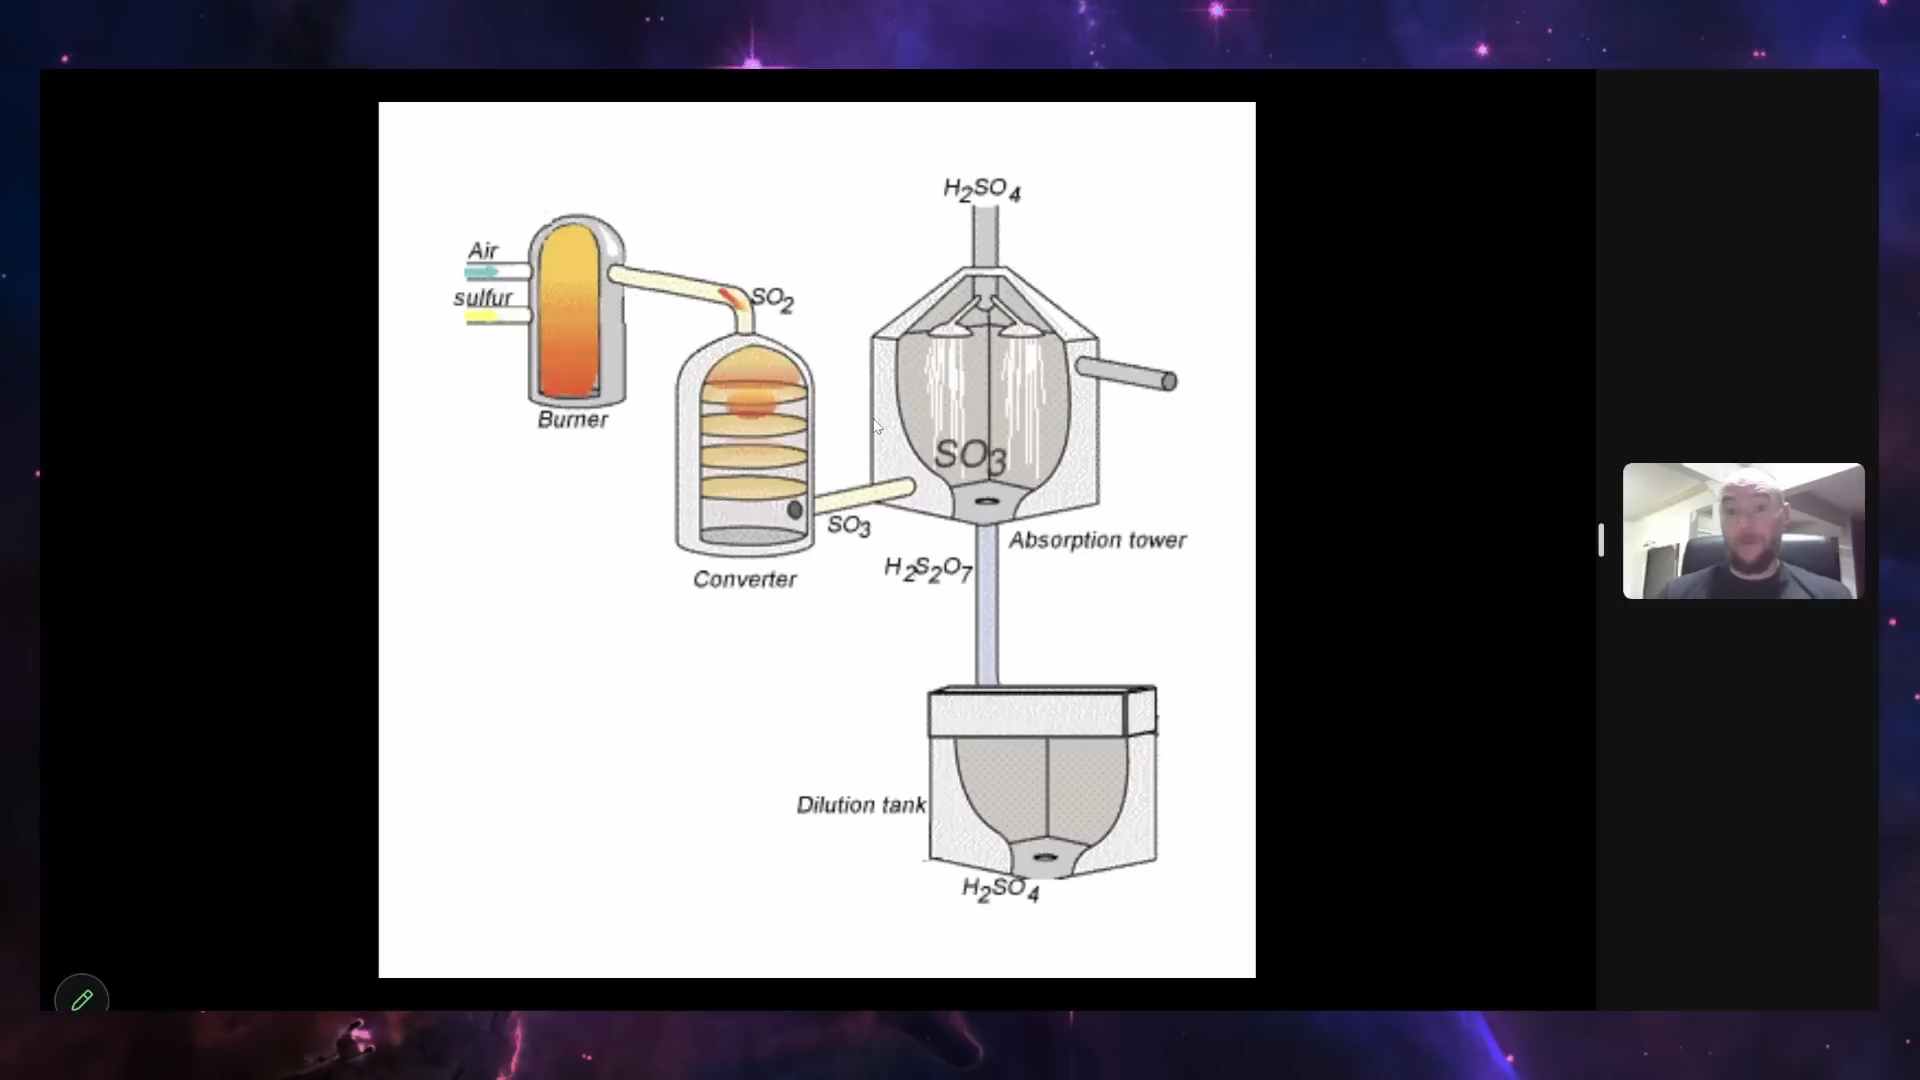 H2SO4
Air
sulfur
SO2
Burner
SO3
SO3
Converter
Absorption tower
H2S2O7
Dilution tank
H2SO4